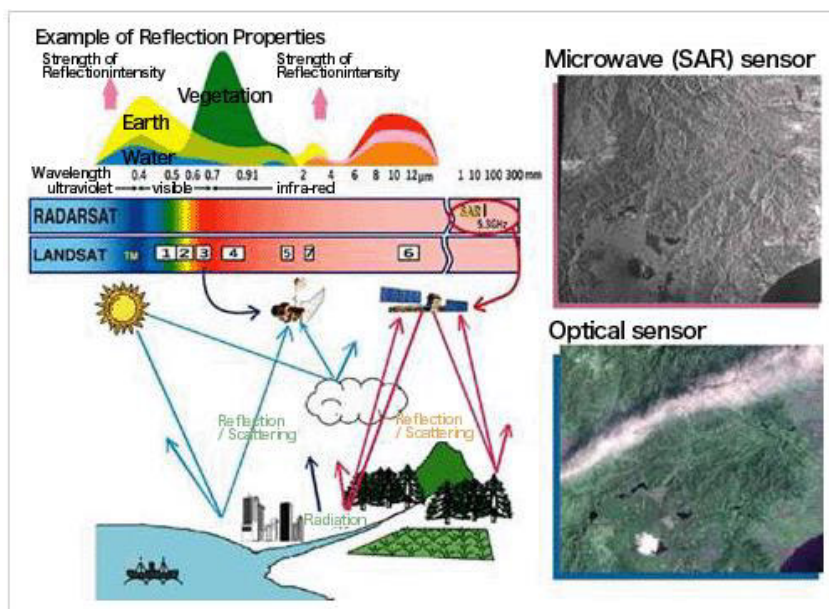 Example of Reflection Properties
Strength of
Reflectionintensity
Strength of
Reflectionintensity
Vegetation
Earth
Water
Wavelength 0.4 0.5 0.6 0.7 0.91 2 4 6 8 10 12μm 1 10 100 300mm
ultraviolet visible infra-red
RADARSAT
SAR
5.3GHz
LANDSAT TM 1 2 3 4 5 7 6
Reflection
/ Scattering
Reflection
/ Scattering
Radiation
Microwave (SAR) sensor
Optical sensor